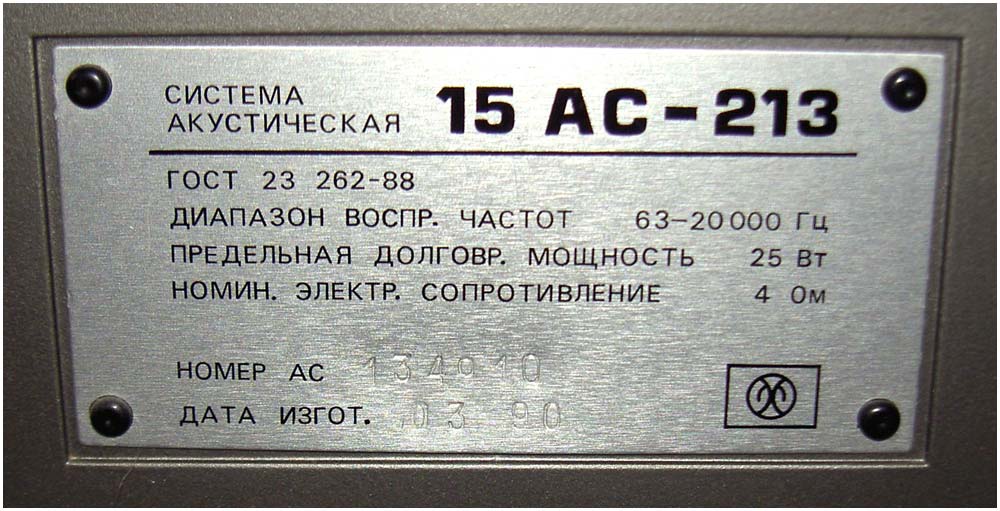 СИСТЕМА
АКУСТИЧЕСКАЯ
15 АС-213
ГОСТ 23 262-88
ДИАПАЗОН ВОСПР. ЧАСТОТ 63-20000 Гц
ПРЕДЕЛЬНАЯ ДОЛГОВР. МОЩНОСТЬ 25 Вт
НОМИН. ЭЛЕКТР. СОПРОТИВЛЕНИЕ 4 Ом
НОМЕР АС 134910
ДАТА ИЗГОТ. 03 90